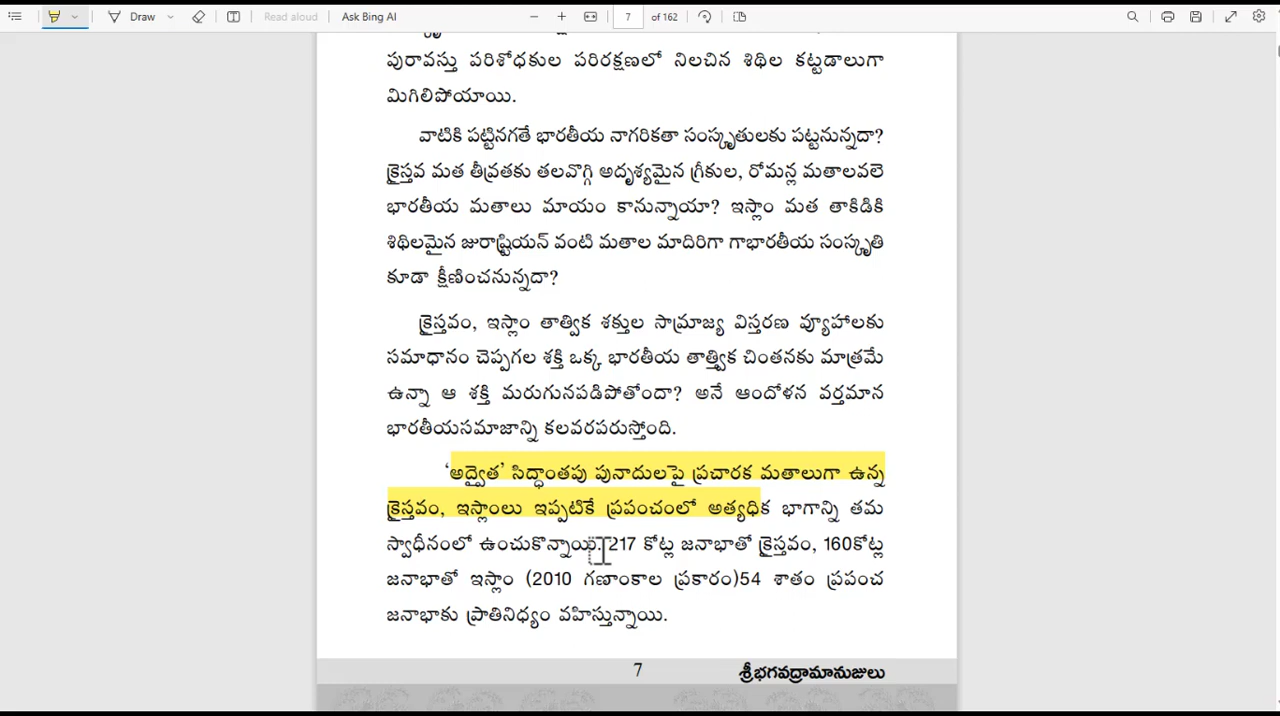 Draw
Read aloud
Ask Bing AI
7
of 162
పురావస్తు పరిశోధకుల పరిరక్షణలో నిలచిన శిథిల కట్టడాలుగా
మిగిలిపోయాయి.
వాటికి పట్టినగతే భారతీయ నాగరికతా సంస్కృతులకు పట్టనున్నదా?
క్రైస్తవ మత తీవ్రతకు తలవొగ్గి అదృశ్యమైన గ్రీకుల, రోమన్ల మతాలవలె
భారతీయ మతాలు మాయం కానున్నాయా? ఇస్లాం మత తాకిడికి
శిథిలమైన జురాష్ట్రియన్ వంటి మతాల మాదిరిగా గాభారతీయ సంస్కృతి
కూడా క్షీణించనున్నదా?
క్రైస్తవం, ఇస్లాం తాత్విక శక్తుల సామ్రాజ్య విస్తరణ వ్యూహాలకు
సమాధానం చెప్పగల శక్తి ఒక్క భారతీయ తాత్త్విక చింతనకు మాత్రమే
ఉన్నా ఆ శక్తి మరుగునపడిపోతోందా? అనే ఆందోళన వర్తమాన
భారతీయసమాజాన్ని కలవరపరుస్తోంది.
‘అద్వైత’ సిద్ధాంతపు పునాదులపై ప్రచారక మతాలుగా ఉన్న
క్రైస్తవం, ఇస్లాంలు ఇప్పటికే ప్రపంచంలో అత్యధిక భాగాన్ని తమ
స్వాధీనంలో ఉంచుకొన్నాయి. 217 కోట్ల జనాభాతో క్రైస్తవం, 160కోట్ల
జనాభాతో ఇస్లాం (2010 గణాంకాల ప్రకారం)54 శాతం ప్రపంచ
జనాభాకు ప్రాతినిధ్యం వహిస్తున్నాయి.
7
శ్రీభగవద్రామానుజులు